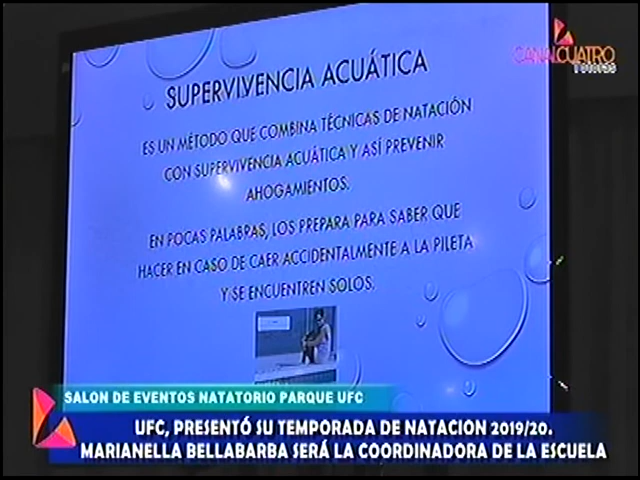 CANALCUATRO
SUPERVIVENCIA ACUÁTICA
ES UN MÉTODO QUE COMBINA TÉCNICAS DE NATACIÓN
CON SUPERVIVENCIA ACUÁTICA Y ASÍ PREVENIR
AHOGAMIENTOS.
EN POCAS PALABRAS, LOS PREPARA PARA SABER QUE
HACER EN CASO DE CAER ACCIDENTALMENTE A LA PILETA
Y SE ENCUENTREN SOLOS.
SALON DE EVENTOS NATATORIO PARQUE UFC
UFC, PRESENTÓ SU TEMPORADA DE NATACION 2019/20.
MARIANELLA BELLABARBA SERÁ LA COORDINADORA DE LA ESCUELA